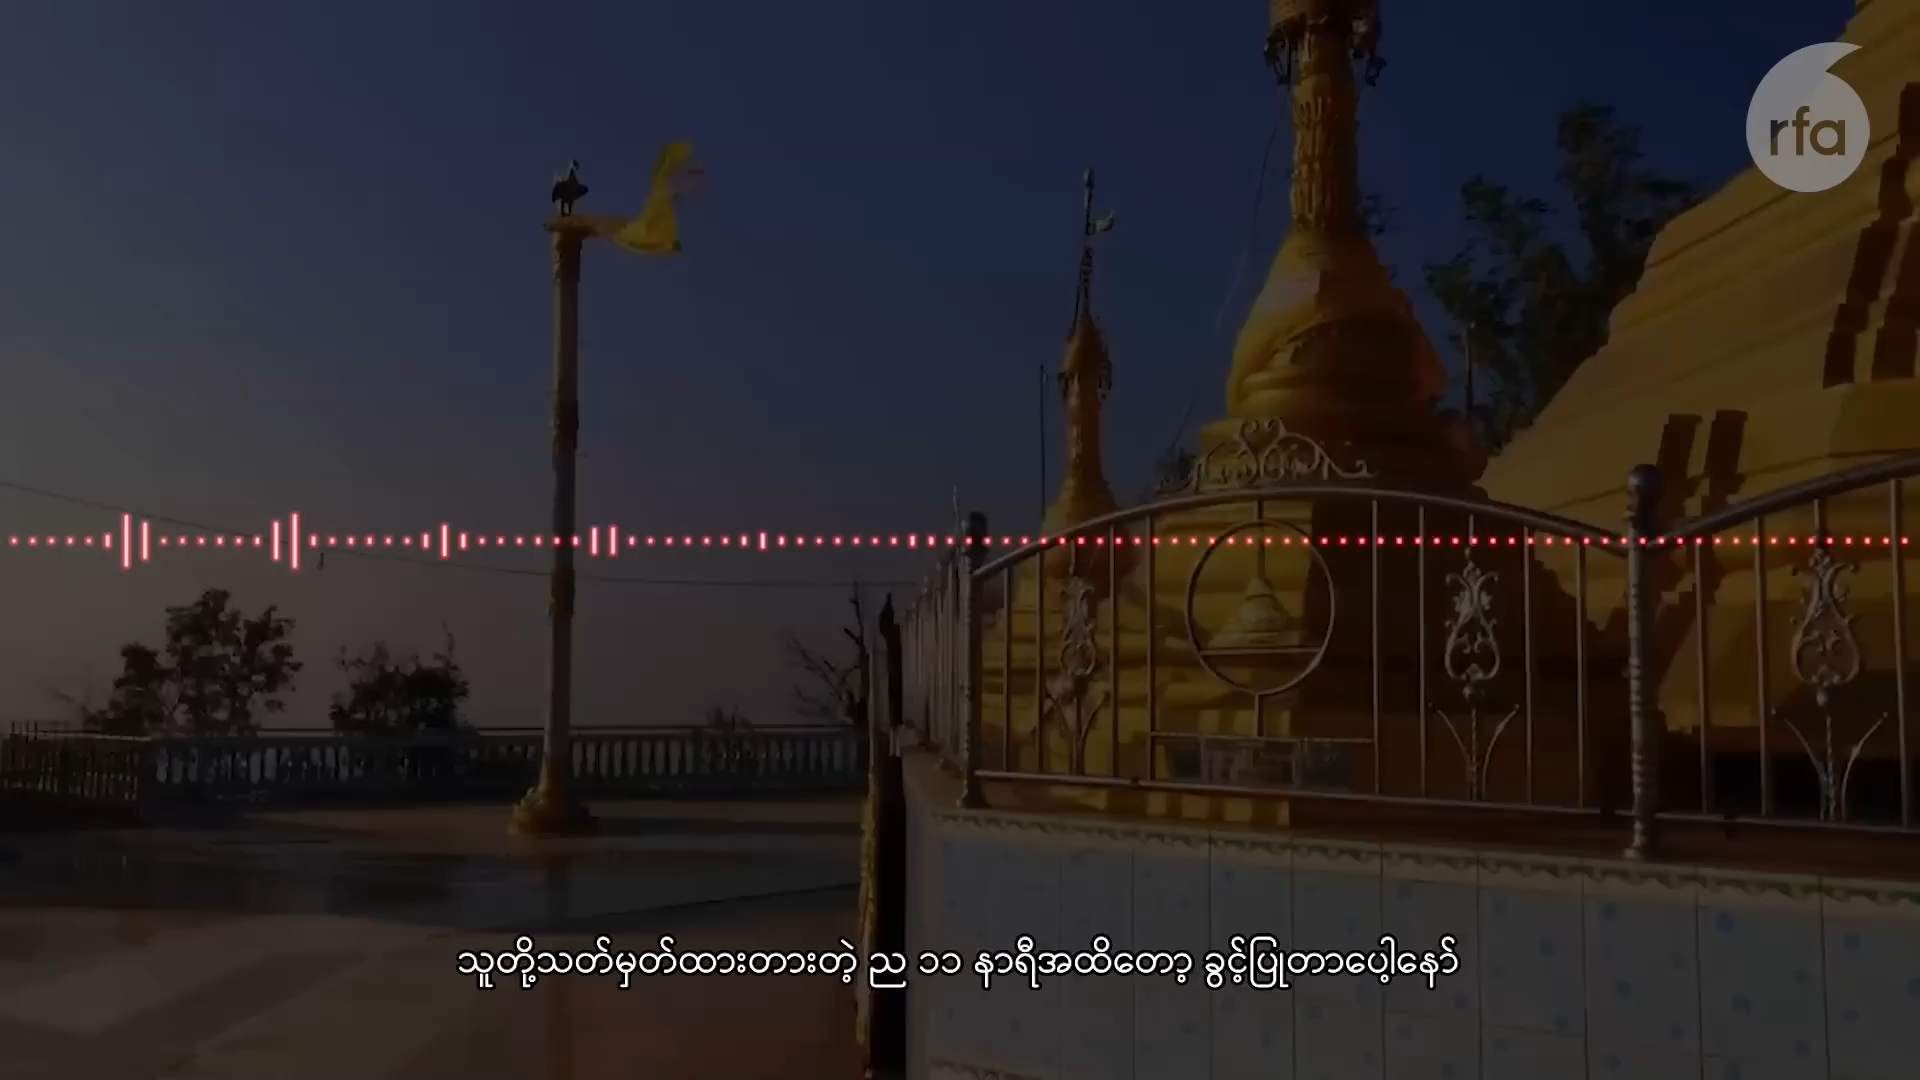 rfa
သူတို့သတ်မှတ်ထားတားတဲ့ ည ၁၁ နာရီအထိတော့ ခွင့်ပြုတာပေါ့နော်